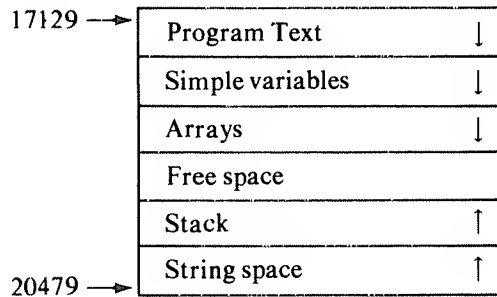 17129 → Program Text ↓
Simple variables ↓
Arrays ↓
Free space
Stack ↑
20479 → String space ↑